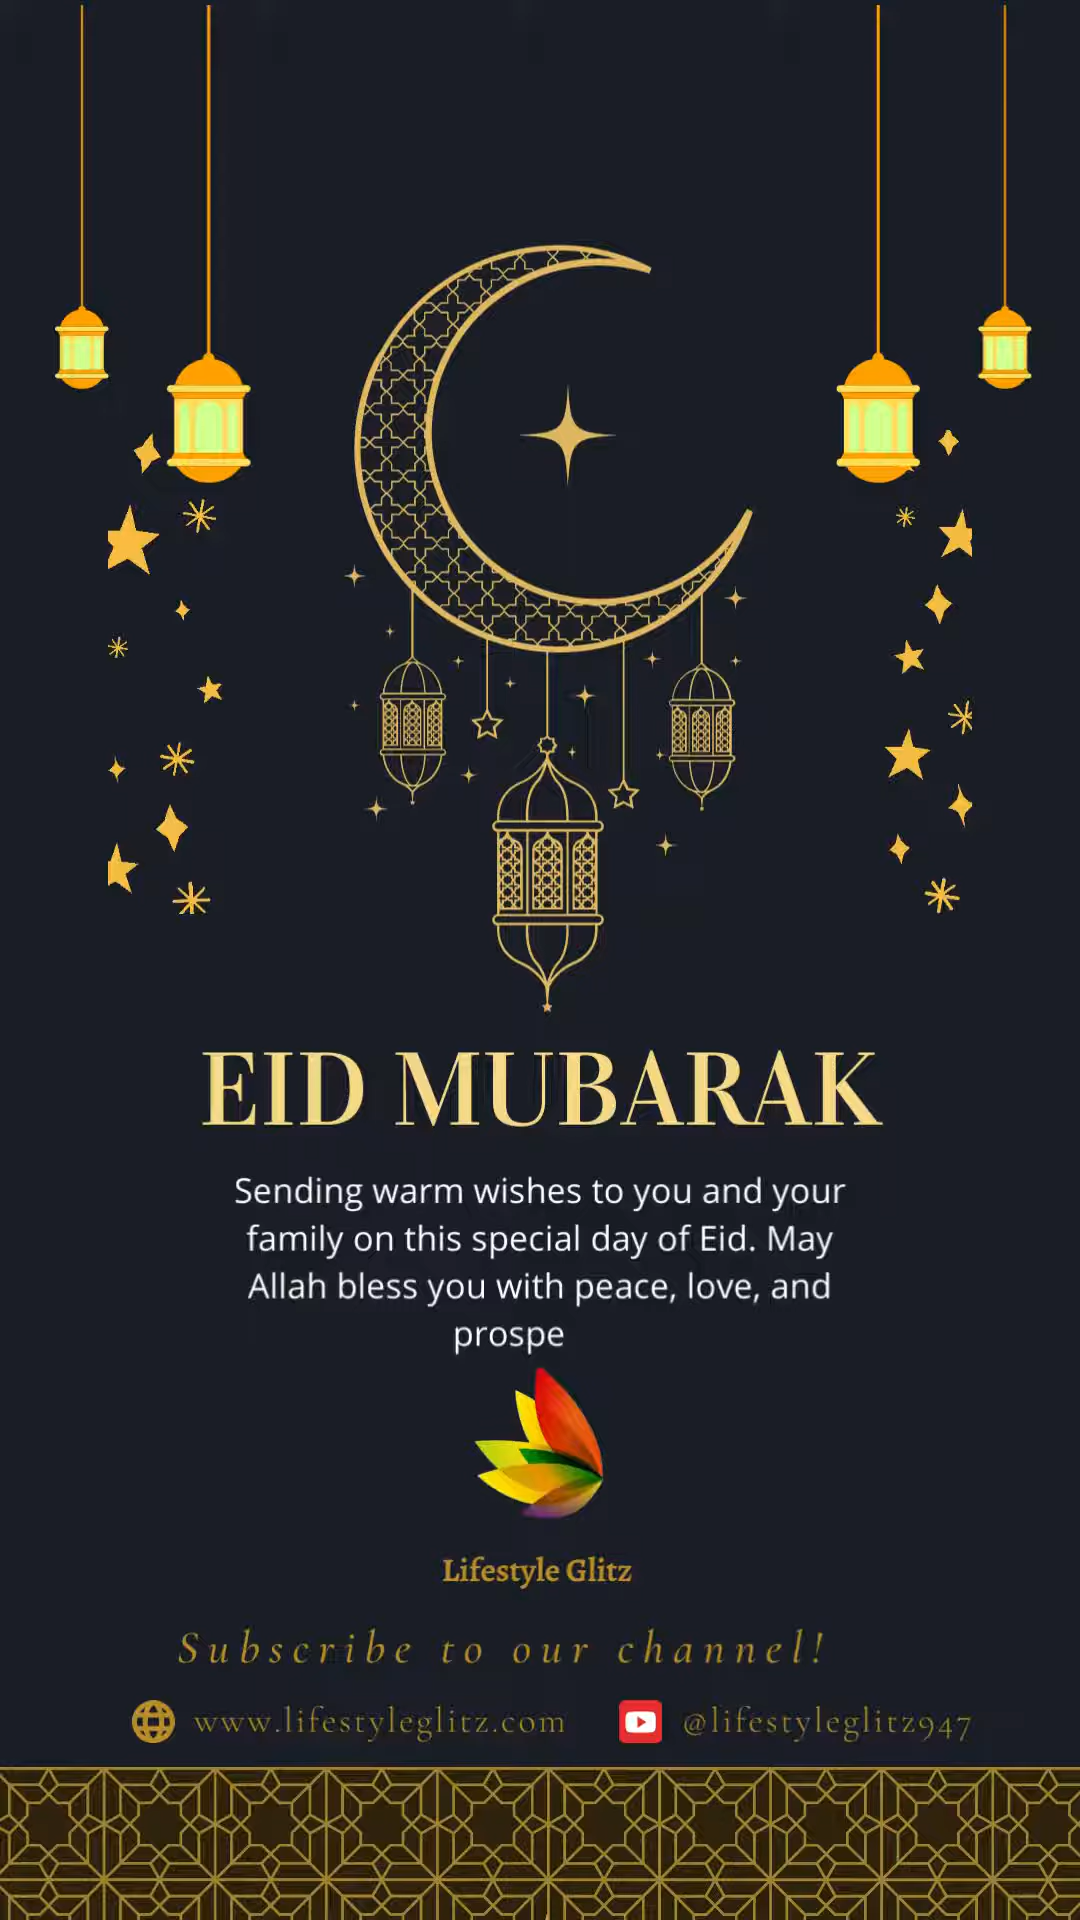 EID MUBARAK
Sending warm wishes to you and your
family on this special day of Eid. May
Allah bless you with peace, love, and
prospe
Lifestyle Glitz
Subscribe to our channel!
www.lifestyleglitz.com
@lifestyleglitz947